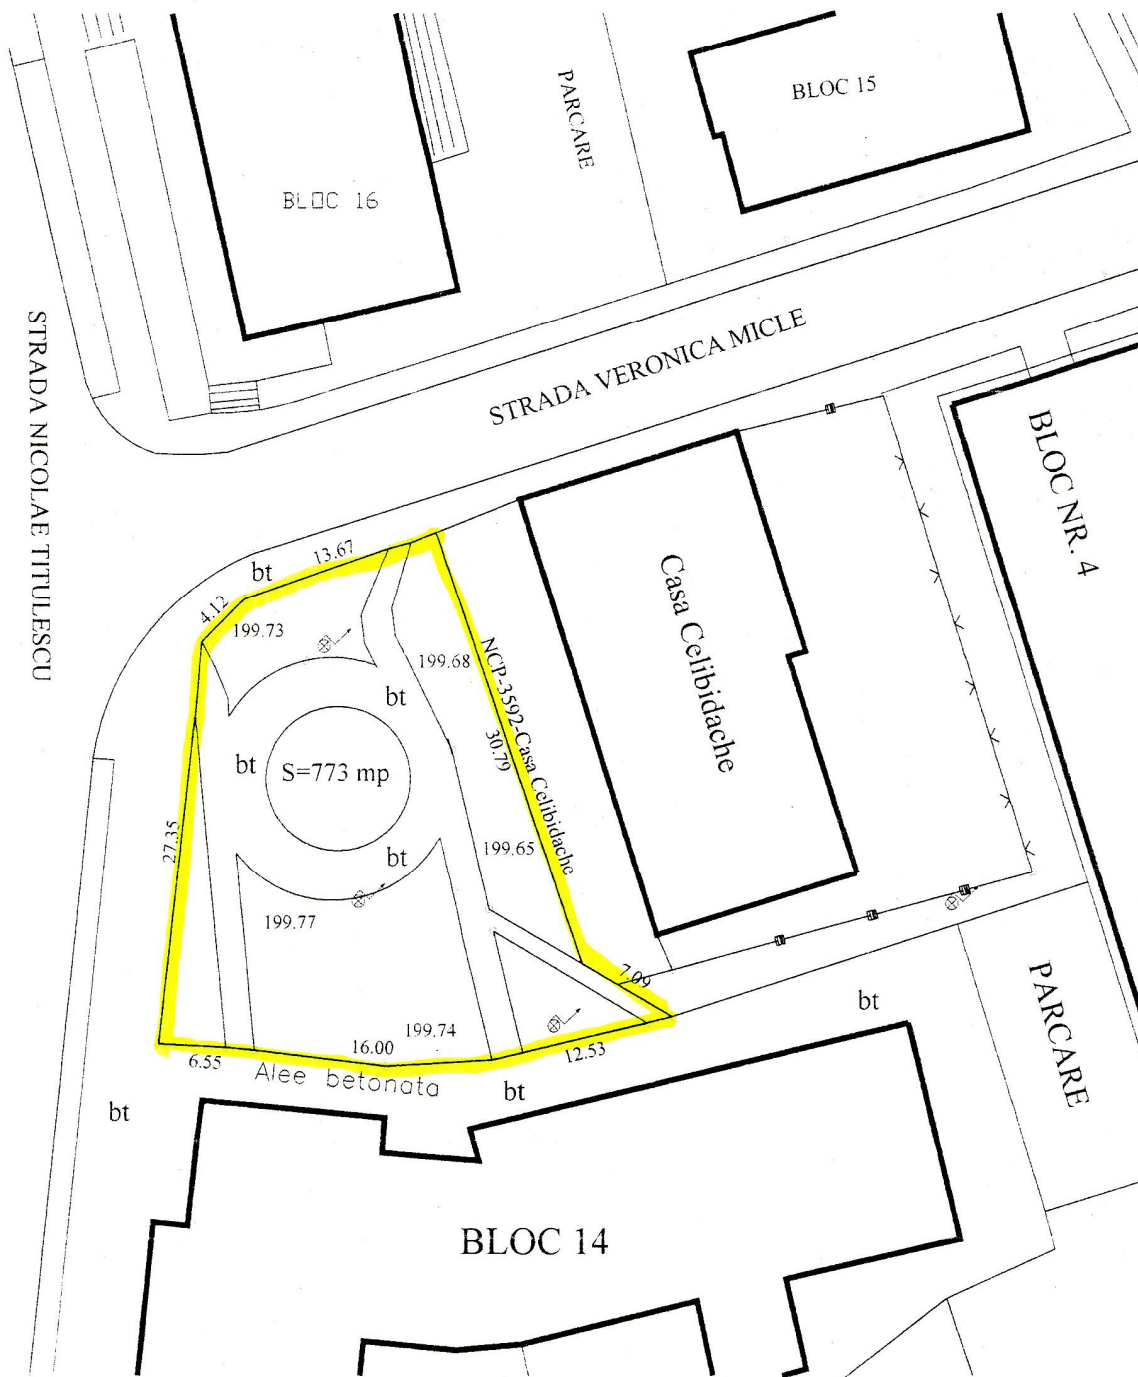 BLOC 16
PARCARE
BLOC 15
STRADA NICOLAE TITULESCU
STRADA VERONICA MICLE
BLOC NR. 4
13.67
bt
4.12
199.73
199.68
NCP-3592-Casa Celibidache
30.79
Casa Celibidache
bt
bt
S=773 mp
27.35
bt
199.65
199.77
7.09
199.74
16.00
12.53
6.55
Alee betonata
bt
bt
bt
PARCARE
BLOC 14